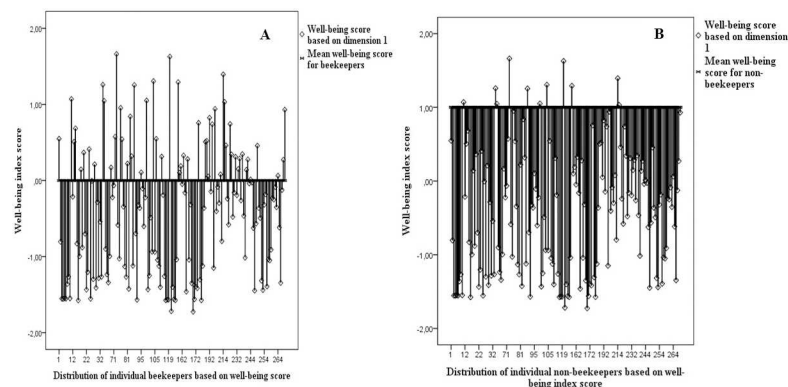 A
Well-being score
based on dimension 1
Mean well-being score
for beekeepers
Well-being index score
2,00
1,00
,00
-1,00
-2,00
1 12 22 32 71 81 95 105 162 192 214 232 244 254 264
Distribution of individual beekeepers based on well-being score
B
Well-being score
based on dimension
1
Mean well-being
score for non-
beekeepers
Well-being index score
2,00
1,00
,00
-1,00
-2,00
1 12 22 32 71 81 95 105 119 162 172 192 214 232 244 254 264
Distribution of individual non-beekeepers based on well-
being index score